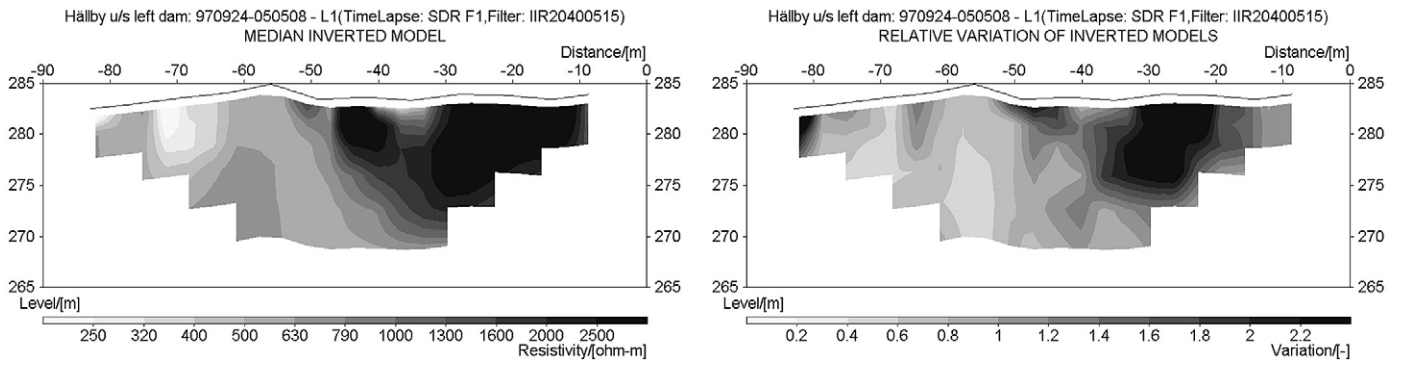 Hällby u/s left dam: 970924-050508 - L1(TimeLapse: SDR F1,Filter: IIR20400515)
MEDIAN INVERTED MODEL
Distance/[m]
-90 -80 -70 -60 -50 -40 -30 -20 -10 0
285 285
280 280
275 275
270 270
265 265
Level/[m]
250 320 400 500 630 790 1000 1300 1600 2000 2500
Resistivity/[ohm-m]
Hällby u/s left dam: 970924-050508 - L1(TimeLapse: SDR F1,Filter: IIR20400515)
RELATIVE VARIATION OF INVERTED MODELS
Distance/[m]
-90 -80 -70 -60 -50 -40 -30 -20 -10 0
285 285
280 280
275 275
270 270
265 265
Level/[m]
0.2 0.4 0.6 0.8 1 1.2 1.4 1.6 1.8 2 2.2
Variation/[-]